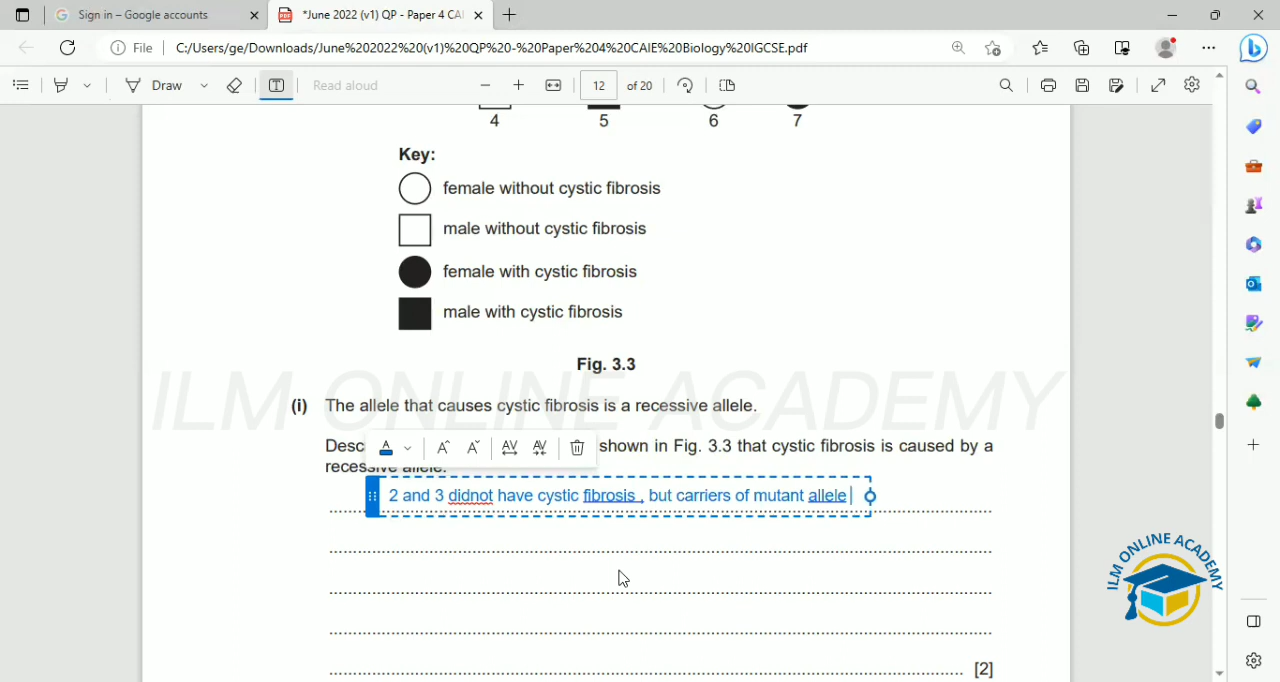 Sign in – Google accounts
*June 2022 (v1) QP - Paper 4 CAI
File
C:/Users/ge/Downloads/June%202022%20(v1)%20QP%20-%20Paper%204%20CAIE%20Biology%20IGCSE.pdf
Draw
Read aloud
12 of 20
4 5 6 7
Key:
female without cystic fibrosis
male without cystic fibrosis
female with cystic fibrosis
male with cystic fibrosis
Fig. 3.3
ILM ONLINE ACADEMY
(i) The allele that causes cystic fibrosis is a recessive allele.
Desc shown in Fig. 3.3 that cystic fibrosis is caused by a
recessive allele.
2 and 3 didnot have cystic fibrosis , but carriers of mutant allele
[2]
ILM ONLINE ACADEMY